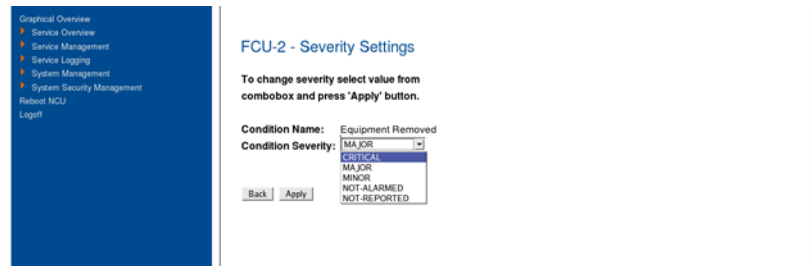 Graphical Overview
Service Overview
Service Management
Service Logging
System Management
System Security Management
Reboot NCU
Logoff
FCU-2 - Severity Settings
To change severity select value from
combobox and press 'Apply' button.
Condition Name: Equipment Removed
Condition Severity: MAJOR
CRITICAL
MAJOR
MINOR
NOT-ALARMED
NOT-REPORTED
Back Apply